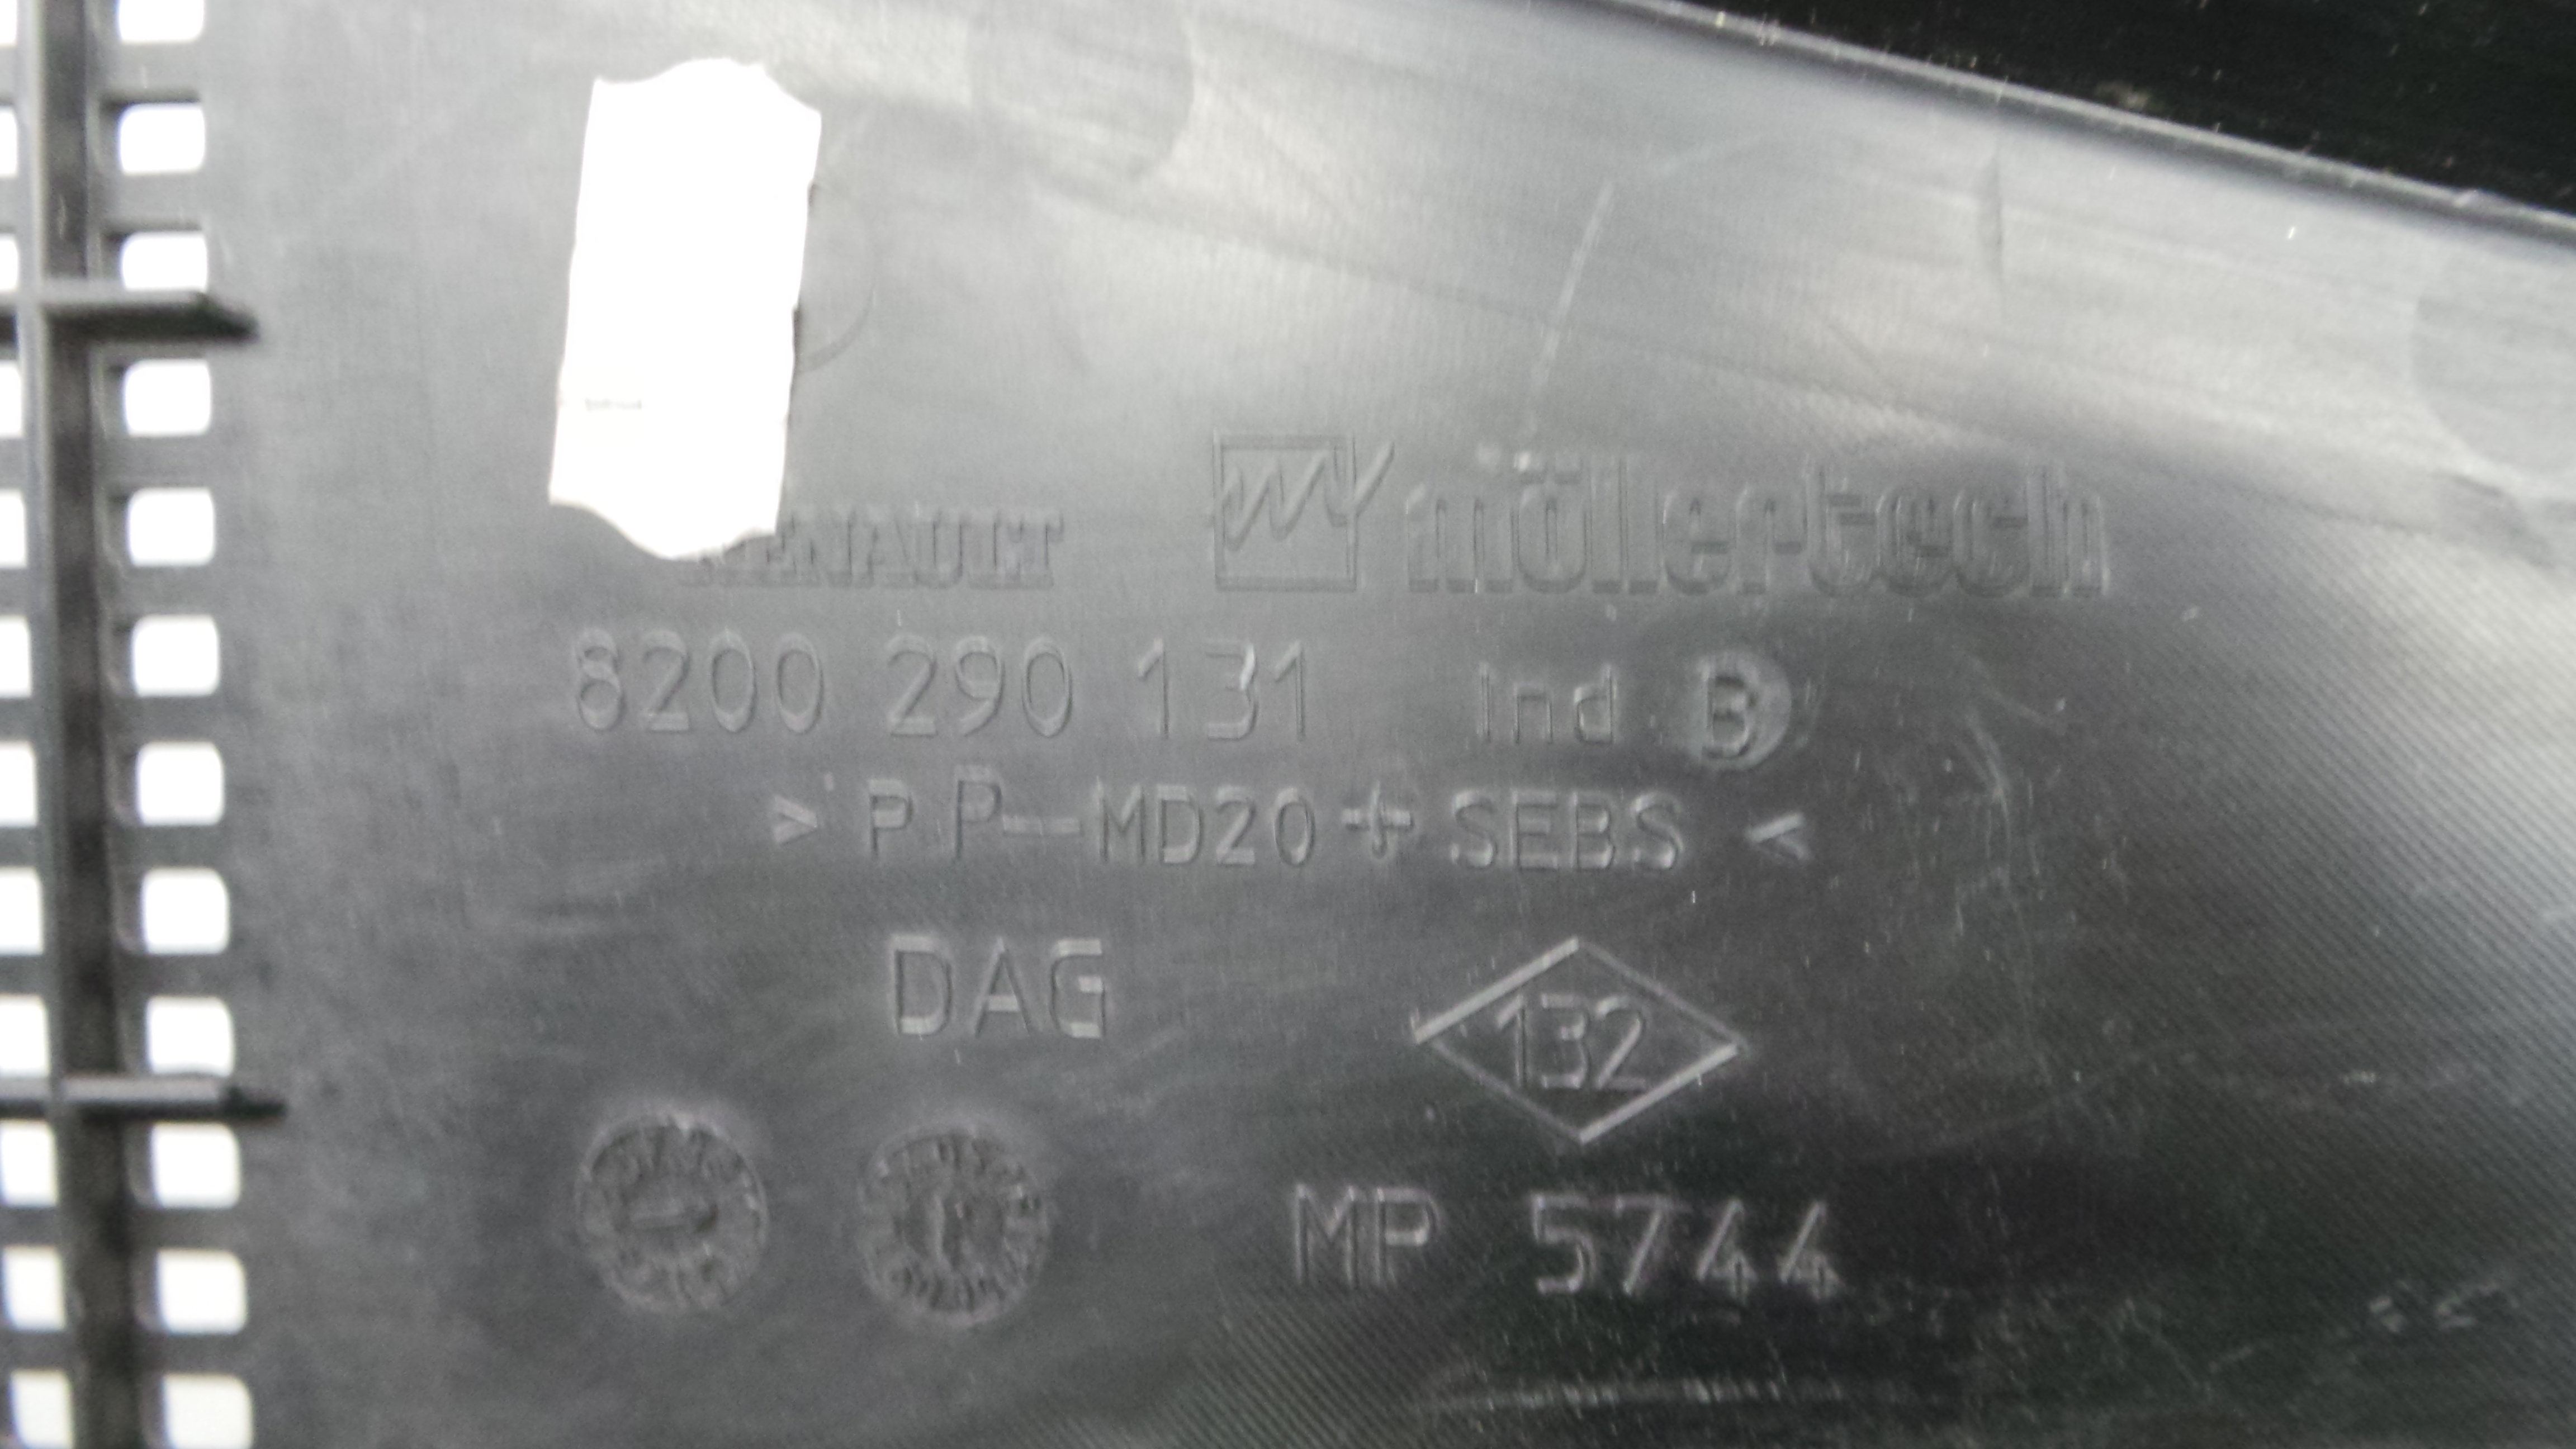 RENAULT möllertech
8200 290 131 Ind B
> PP-MD20+SEBS <
DAG 132
MP 5744